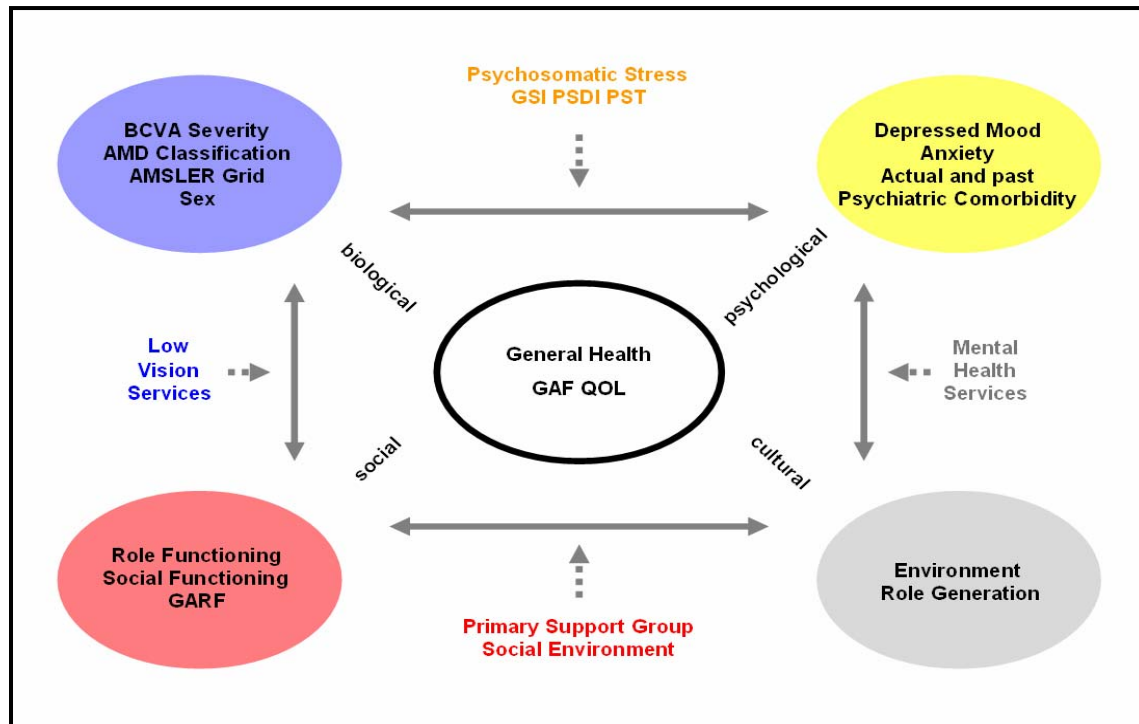 Psychosomatic Stress
GSI PSDI PST
BCVA Severity
AMD Classification
AMSLER Grid
Sex
Depressed Mood
Anxiety
Actual and past
Psychiatric Comorbidity
biological
psychological
Low
Vision
Services
General Health
GAF QOL
Mental
Health
Services
social
cultural
Role Functioning
Social Functioning
GARF
Primary Support Group
Social Environment
Environment
Role Generation